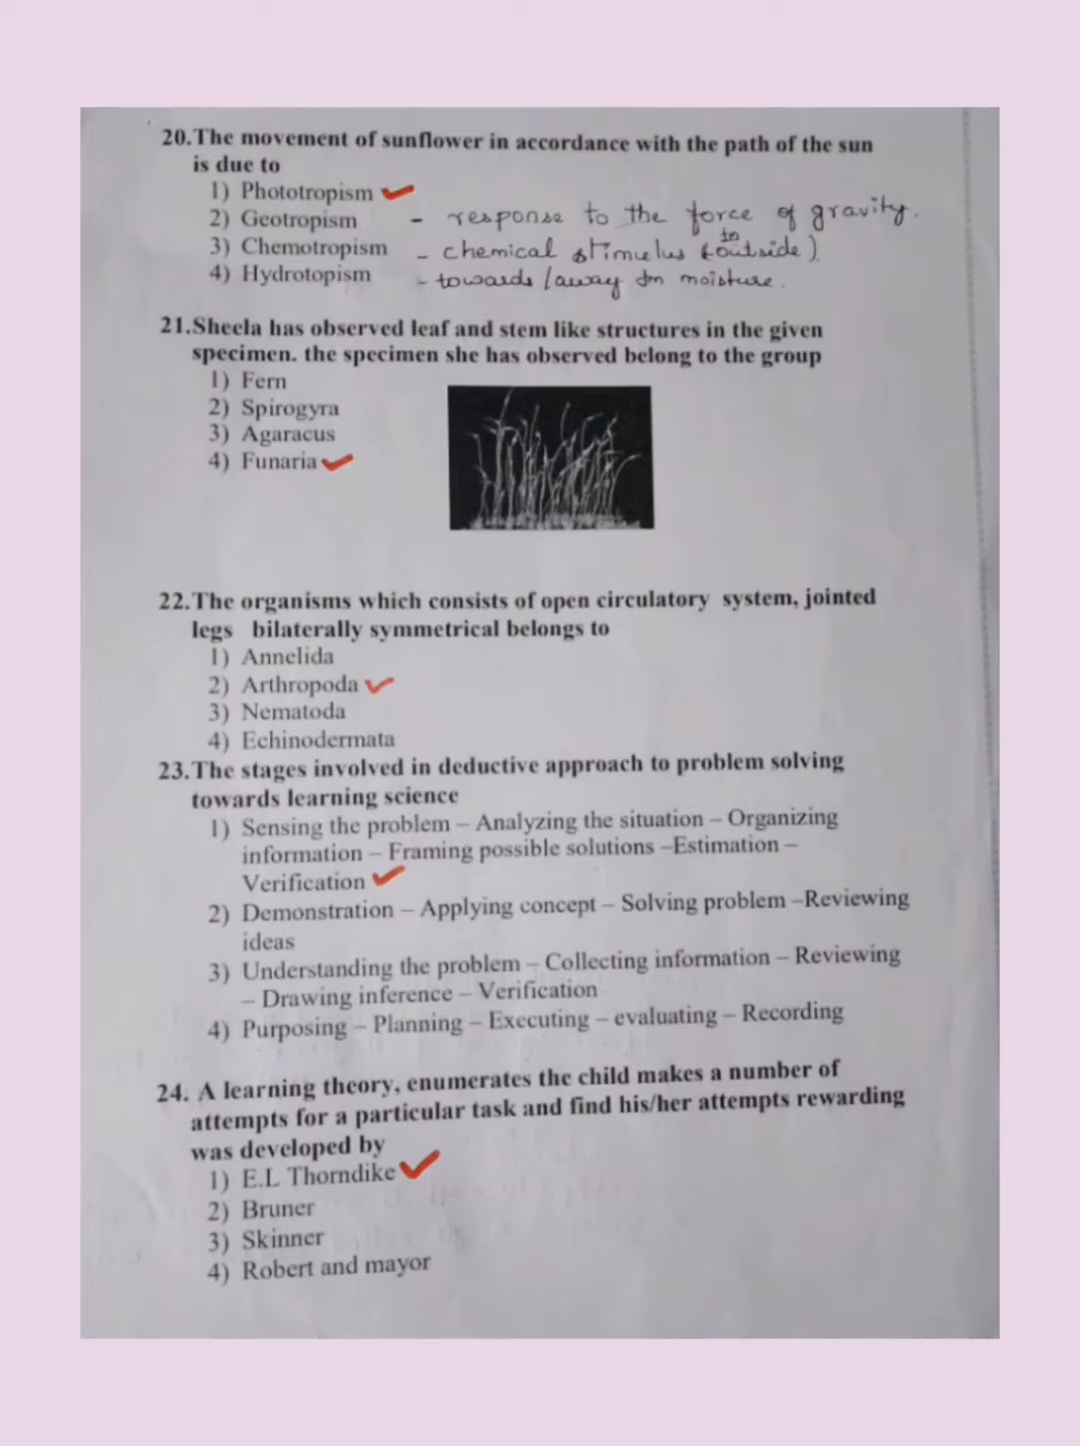 20.The movement of sunflower in accordance with the path of the sun
is due to
1) Phototropism
2) Geotropism - response to the force of gravity.
3) Chemotropism - chemical stimulus (outside)
4) Hydrotopism - towards / away from moisture.
21.Sheela has observed leaf and stem like structures in the given
specimen. the specimen she has observed belong to the group
1) Fern
2) Spirogyra
3) Agaracus
4) Funaria
22.The organisms which consists of open circulatory system, jointed
legs bilaterally symmetrical belongs to
1) Annelida
2) Arthropoda
3) Nematoda
4) Echinodermata
23.The stages involved in deductive approach to problem solving
towards learning science
1) Sensing the problem – Analyzing the situation – Organizing
information – Framing possible solutions –Estimation –
Verification
2) Demonstration – Applying concept – Solving problem –Reviewing
ideas
3) Understanding the problem – Collecting information – Reviewing
– Drawing inference – Verification
4) Purposing – Planning – Executing – evaluating – Recording
24. A learning theory, enumerates the child makes a number of
attempts for a particular task and find his/her attempts rewarding
was developed by
1) E.L Thorndike
2) Bruner
3) Skinner
4) Robert and mayor